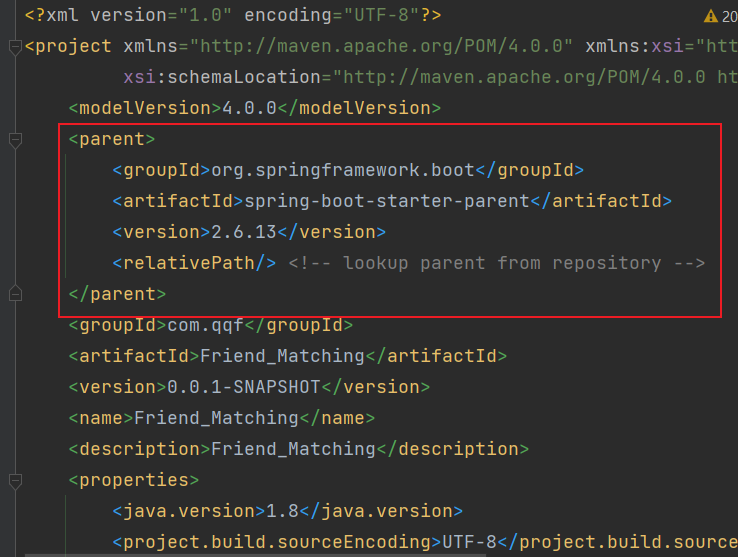 <?xml version="1.0" encoding="UTF-8"?>
20
<project xmlns="http://maven.apache.org/POM/4.0.0" xmlns:xsi="htt
xsi:schemaLocation="http://maven.apache.org/POM/4.0.0 ht
<modelVersion>4.0.0</modelVersion>
<parent>
<groupId>org.springframework.boot</groupId>
<artifactId>spring-boot-starter-parent</artifactId>
<version>2.6.13</version>
<relativePath/> <!-- lookup parent from repository -->
</parent>
<groupId>com.qqf</groupId>
<artifactId>Friend_Matching</artifactId>
<version>0.0.1-SNAPSHOT</version>
<name>Friend_Matching</name>
<description>Friend_Matching</description>
<properties>
<java.version>1.8</java.version>
<project.build.sourceEncoding>UTF-8</project.build.source